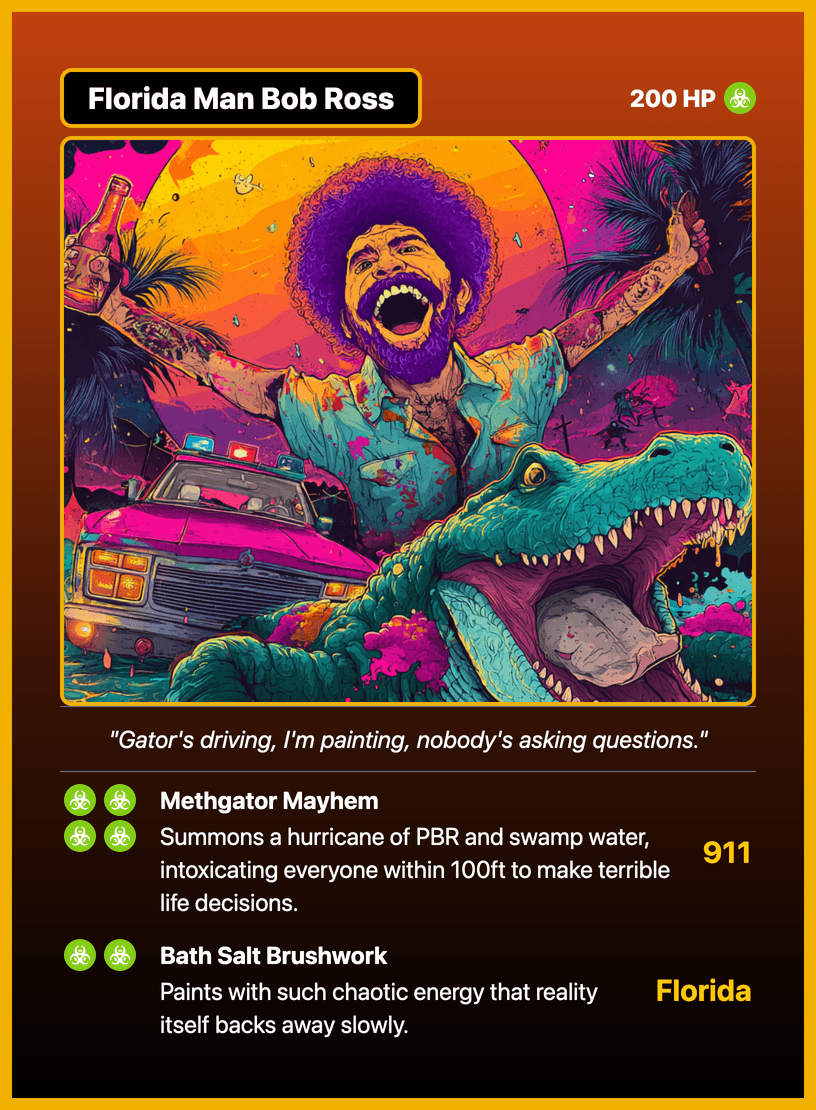 Florida Man Bob Ross
200 HP
"Gator's driving, I'm painting, nobody's asking questions."
Methgator Mayhem
Summons a hurricane of PBR and swamp water,
intoxicating everyone within 100ft to make terrible
life decisions.
911
Bath Salt Brushwork
Paints with such chaotic energy that reality
itself backs away slowly.
Florida